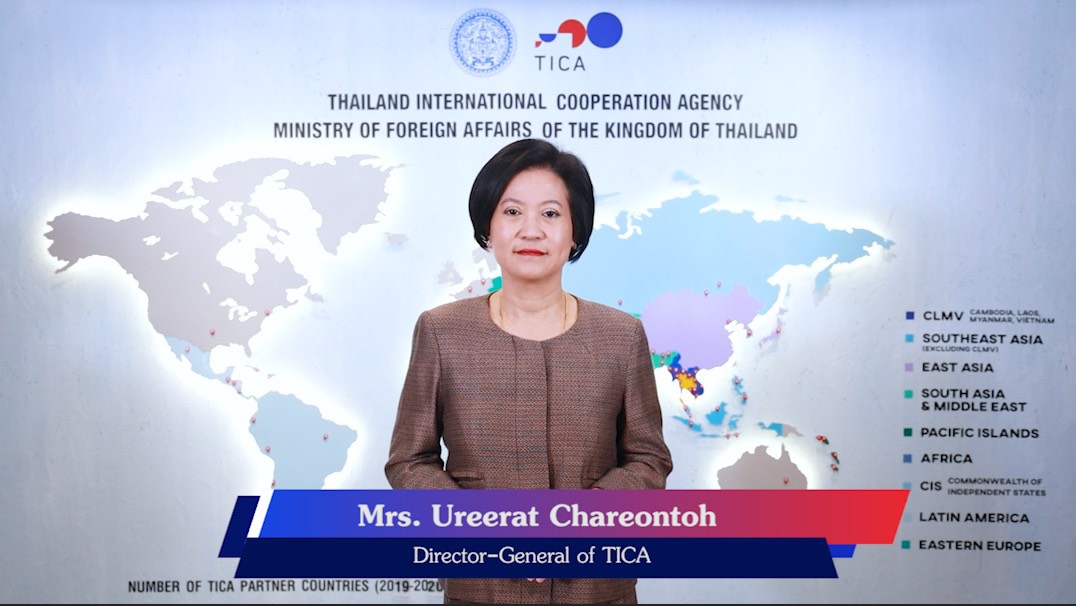 TICA
THAILAND INTERNATIONAL COOPERATION AGENCY
MINISTRY OF FOREIGN AFFAIRS OF THE KINGDOM OF THAILAND
CLMV CAMBODIA, LAOS,
MYANMAR, VIETNAM
SOUTHEAST ASIA
(EXCLUDING CLMV)
EAST ASIA
SOUTH ASIA
& MIDDLE EAST
PACIFIC ISLANDS
AFRICA
CIS COMMONWEALTH OF
INDEPENDENT STATES
LATIN AMERICA
EASTERN EUROPE
Mrs. Ureerat Chareontoh
Director-General of TICA
NUMBER OF TICA PARTNER COUNTRIES (2019-20